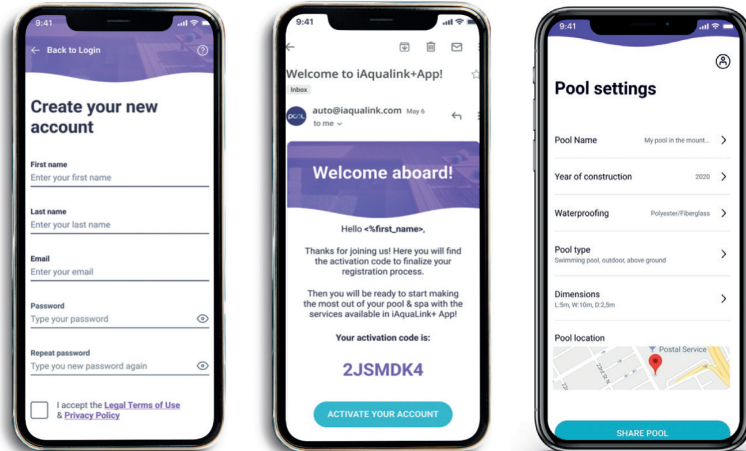 9:41
Back to Login
Create your new
account
First name
Enter your first name
Last name
Enter your last name
Email
Enter your email
Password
Type your password
Repeat password
Type you new password again
I accept the Legal Terms of Use
& Privacy Policy
9:41
Welcome to iAqualink+App!
Inbox
auto@iaqualink.com May 6
to me
Welcome aboard!
Hello <%first_name>,
Thanks for joining us! Here you will find
the activation code to finalize your
registration process.
Then you will be ready to start making
the most out of your pool & spa with the
services available in iAquaLink+ App!
Your activation code is:
2JSMDK4
ACTIVATE YOUR ACCOUNT
9:41
Pool settings
Pool Name My pool in the mount...
Year of construction 2020
Waterproofing Polyester/Fiberglass
Pool type
Swimming pool, outdoor, above ground
Dimensions
L:5m, W:10m, D:2,5m
Pool location
Postal Service
23rd St N
SHARE POOL